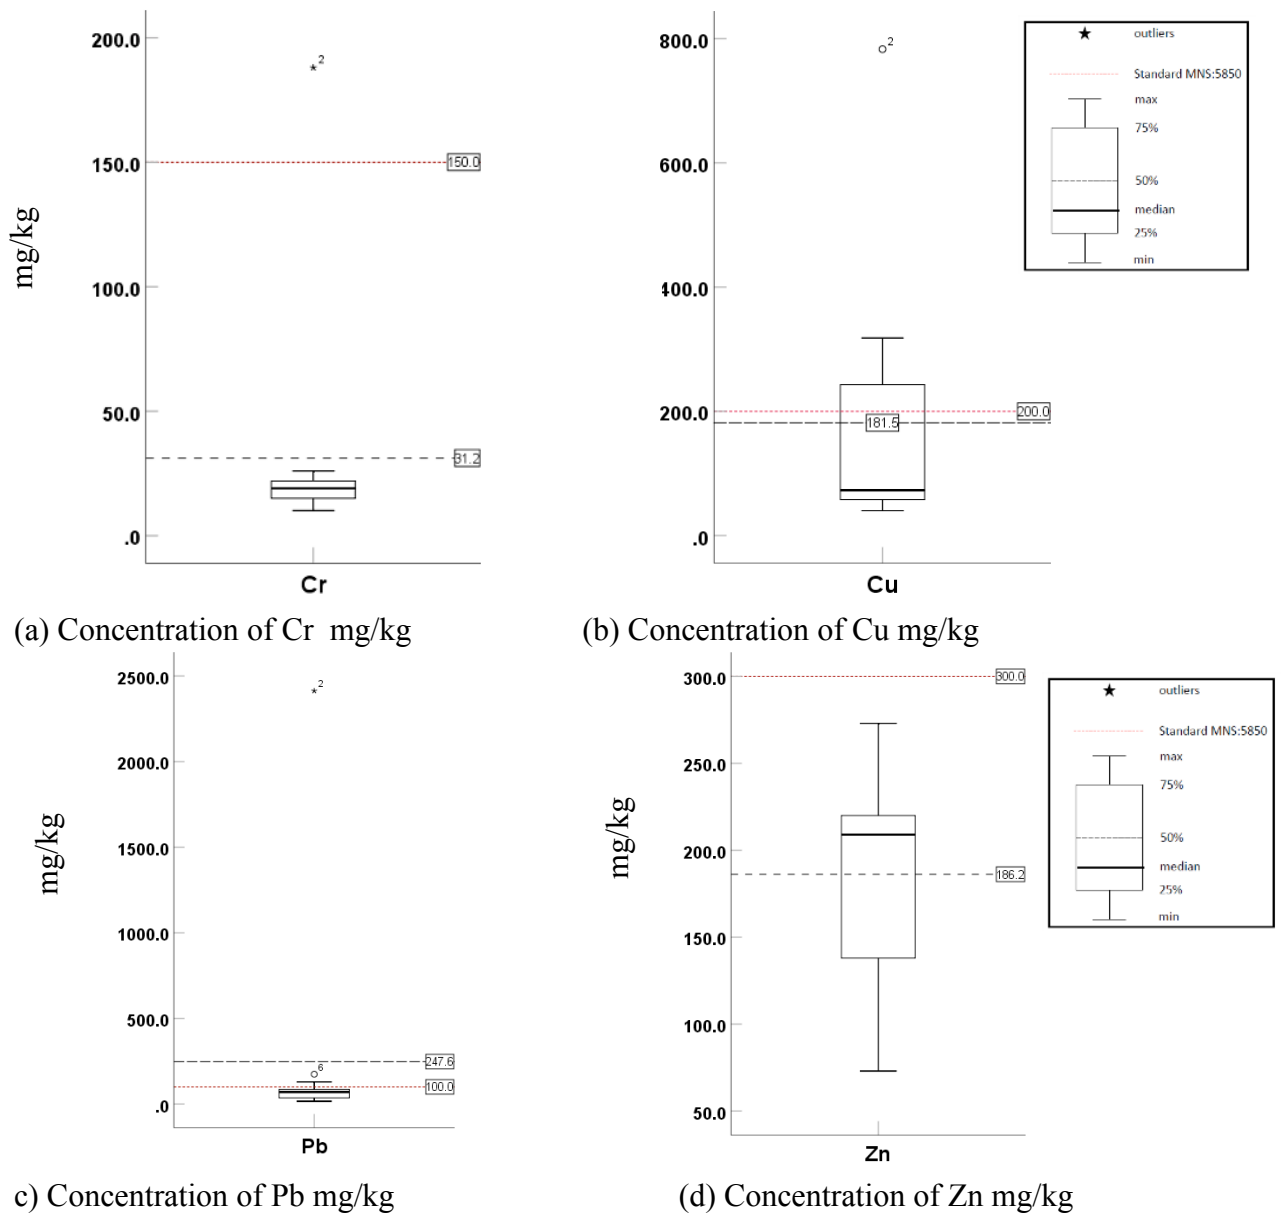 200.0
150.0
100.0
50.0
.0
mg/kg
2
150.0
31.2
Cr
(a) Concentration of Cr mg/kg
800.0
600.0
400.0
200.0
.0
2
200.0
181.5
Cu
(b) Concentration of Cu mg/kg
outliers
Standard MNS:5850
max
75%
50%
median
25%
min
2500.0
2000.0
1500.0
1000.0
500.0
.0
mg/kg
2
247.6
6
100.0
Pb
c) Concentration of Pb mg/kg
300.0
250.0
200.0
150.0
100.0
50.0
mg/kg
300.0
186.2
Zn
(d) Concentration of Zn mg/kg
outliers
Standard MNS:5850
max
75%
50%
median
25%
min